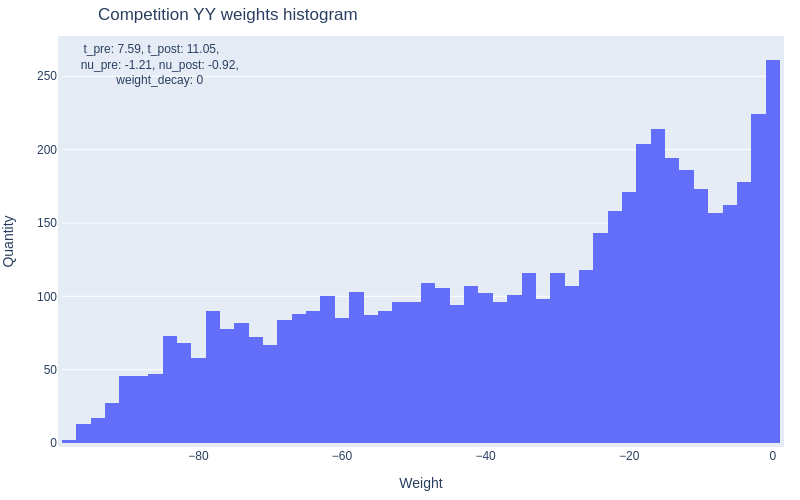 Competition YY weights histogram
t_pre: 7.59, t_post: 11.05,
nu_pre: -1.21, nu_post: -0.92,
weight_decay: 0
250
200
150
100
50
0
Quantity
−80 −60 −40 −20 0
Weight